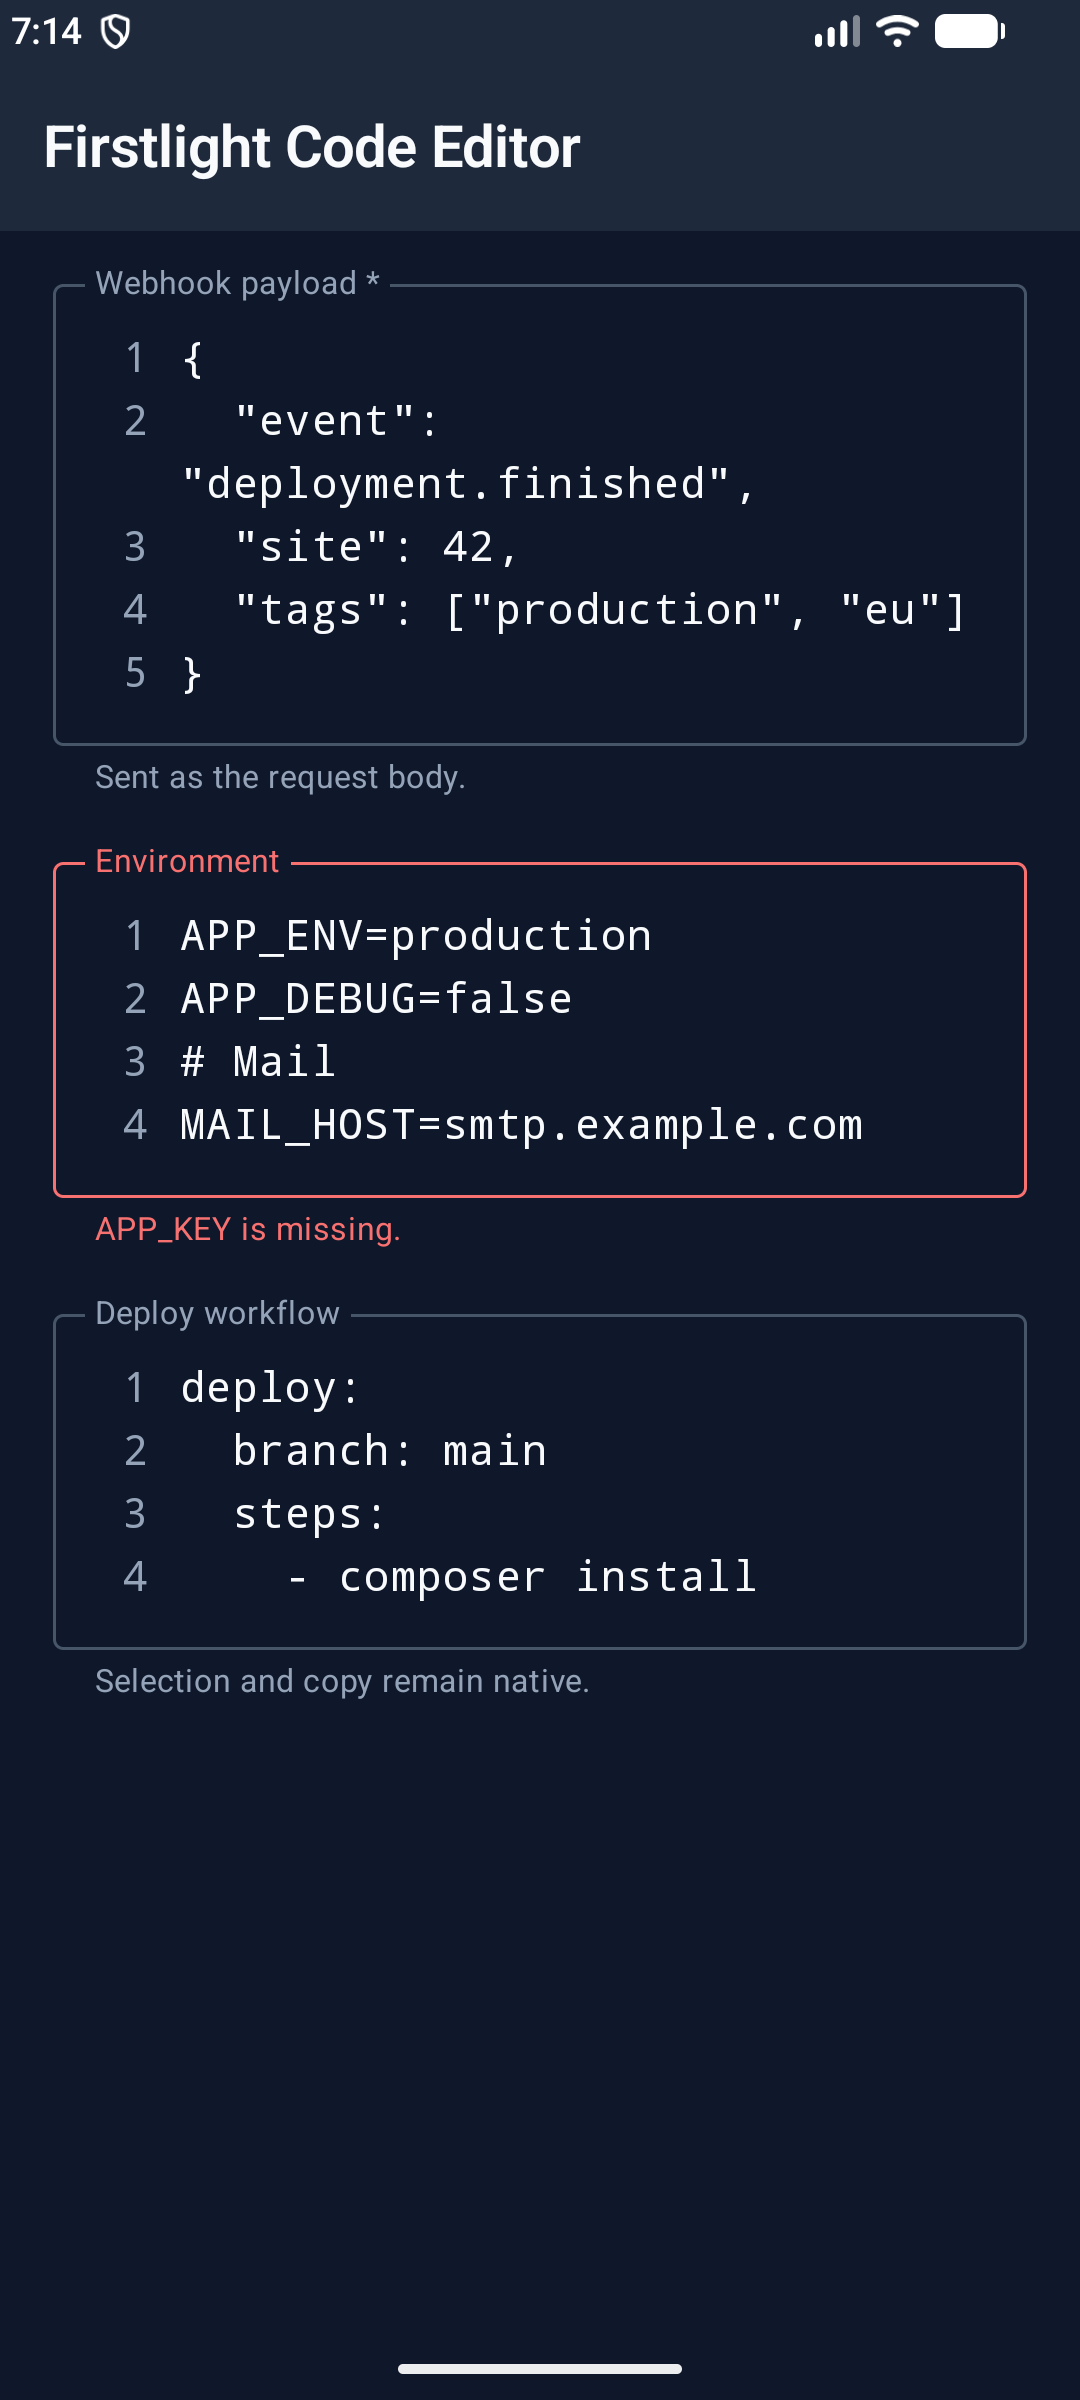 7:14
Firstlight Code Editor
Webhook payload *
1 {
2   "event":
"deployment.finished",
3   "site": 42,
4   "tags": ["production", "eu"]
5 }
Sent as the request body.
Environment
1 APP_ENV=production
2 APP_DEBUG=false
3 # Mail
4 MAIL_HOST=smtp.example.com
APP_KEY is missing.
Deploy workflow
1 deploy:
2   branch: main
3   steps:
4     - composer install
Selection and copy remain native.